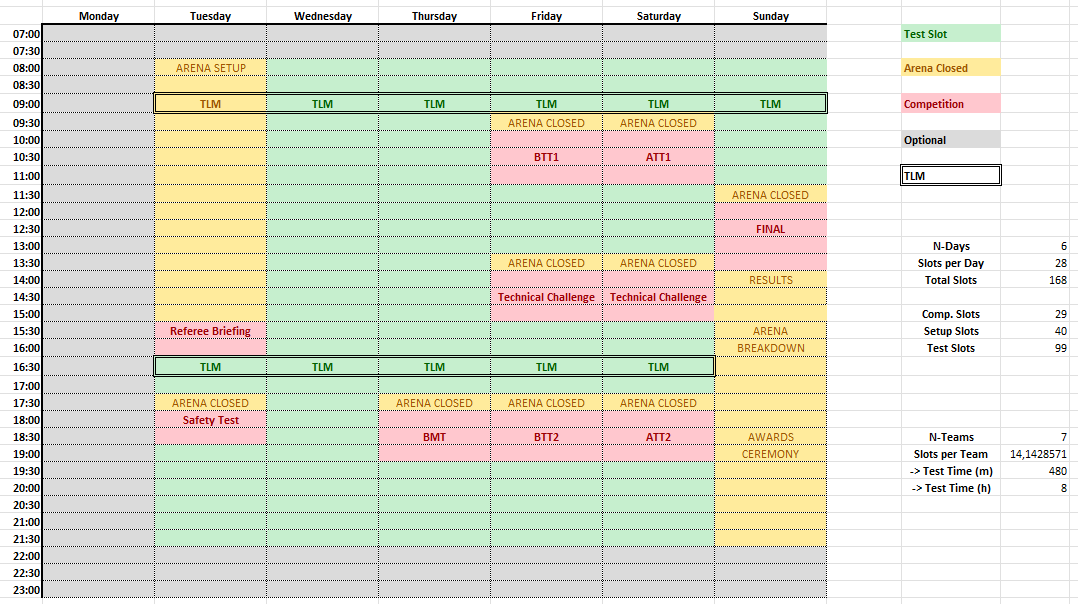 Monday Tuesday Wednesday Thursday Friday Saturday Sunday
07:00 Test Slot
07:30
08:00 ARENA SETUP Arena Closed
08:30
09:00 TLM TLM TLM TLM TLM TLM Competition
09:30 ARENA CLOSED ARENA CLOSED
10:00 Optional
10:30 BTT1 ATT1
11:00 TLM
11:30 ARENA CLOSED
12:00
12:30 FINAL
13:00 N-Days 6
13:30 ARENA CLOSED ARENA CLOSED Slots per Day 28
14:00 RESULTS Total Slots 168
14:30 Technical Challenge Technical Challenge
15:00 Comp. Slots 29
15:30 Referee Briefing ARENA Setup Slots 40
16:00 BREAKDOWN Test Slots 99
16:30 TLM TLM TLM TLM TLM
17:00
17:30 ARENA CLOSED ARENA CLOSED ARENA CLOSED ARENA CLOSED
18:00 Safety Test
18:30 BMT BTT2 ATT2 AWARDS N-Teams 7
19:00 CEREMONY Slots per Team 14,1428571
19:30 -> Test Time (m) 480
20:00 -> Test Time (h) 8
20:30
21:00
21:30
22:00
22:30
23:00